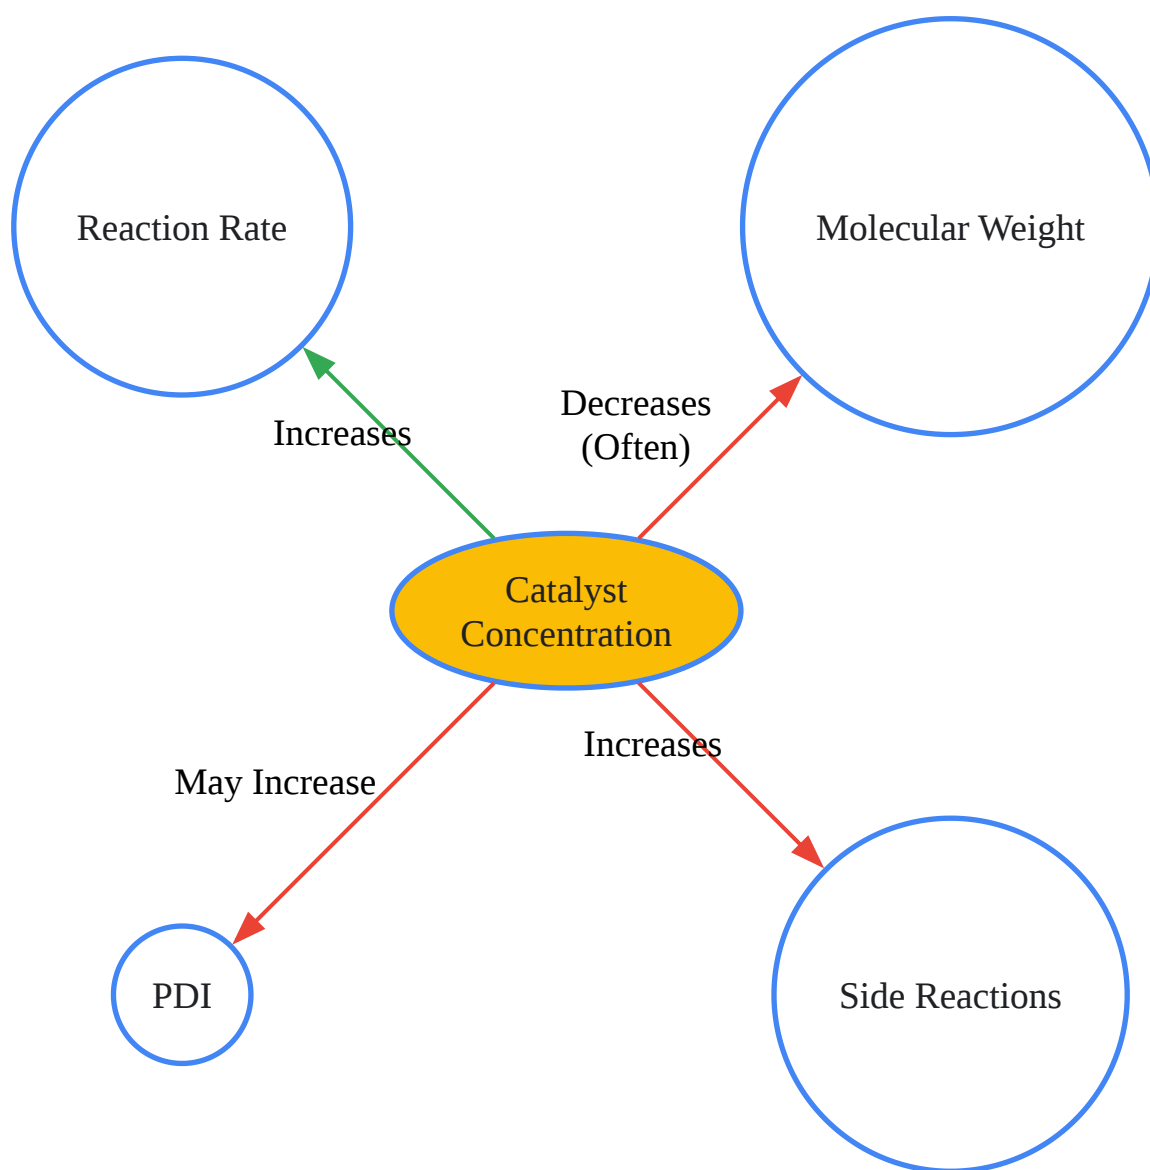 Reaction Rate
Molecular Weight
Increases
Decreases
(Often)
Catalyst
Concentration
May Increase
Increases
PDI
Side Reactions